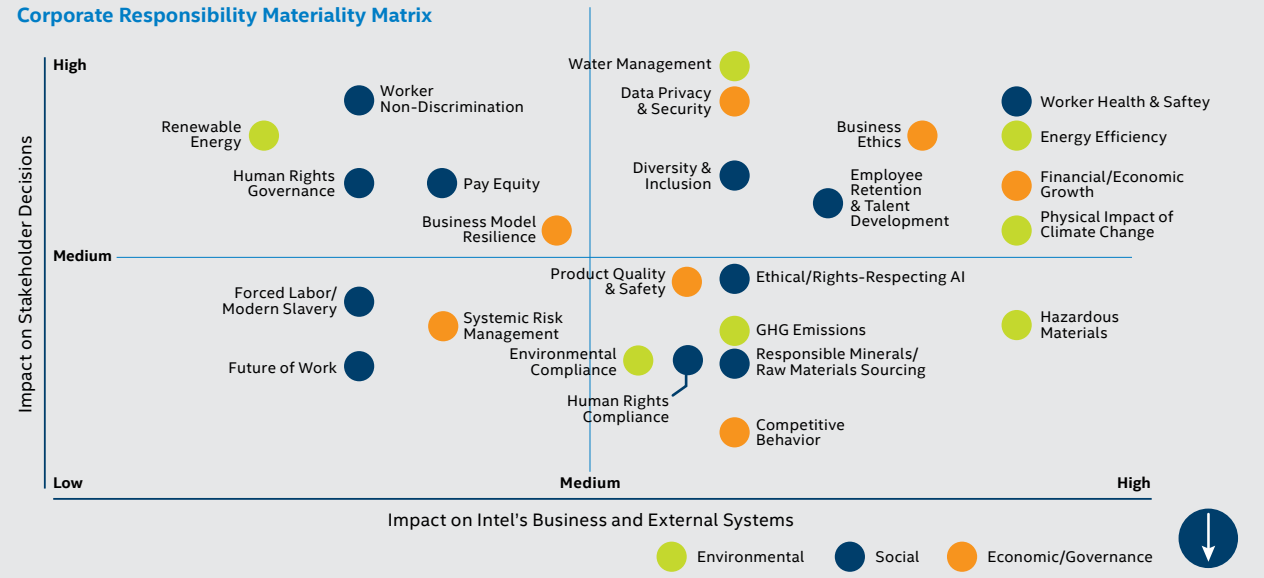 Corporate Responsibility Materiality Matrix
High
Impact on Stakeholder Decisions
Water Management
Worker
Non-Discrimination
Data Privacy
& Security
Worker Health & Saftey
Renewable
Energy
Business
Ethics
Energy Efficiency
Human Rights
Governance
Pay Equity
Diversity &
Inclusion
Employee
Retention
& Talent
Development
Financial/Economic
Growth
Business Model
Resilience
Physical Impact of
Climate Change
Medium
Product Quality
& Safety
Ethical/Rights-Respecting AI
Forced Labor/
Modern Slavery
Systemic Risk
Management
GHG Emissions
Hazardous
Materials
Future of Work
Environmental
Compliance
Responsible Minerals/
Raw Materials Sourcing
Human Rights
Compliance
Competitive
Behavior
Low
Medium
High
Impact on Intel's Business and External Systems
Environmental
Social
Economic/Governance